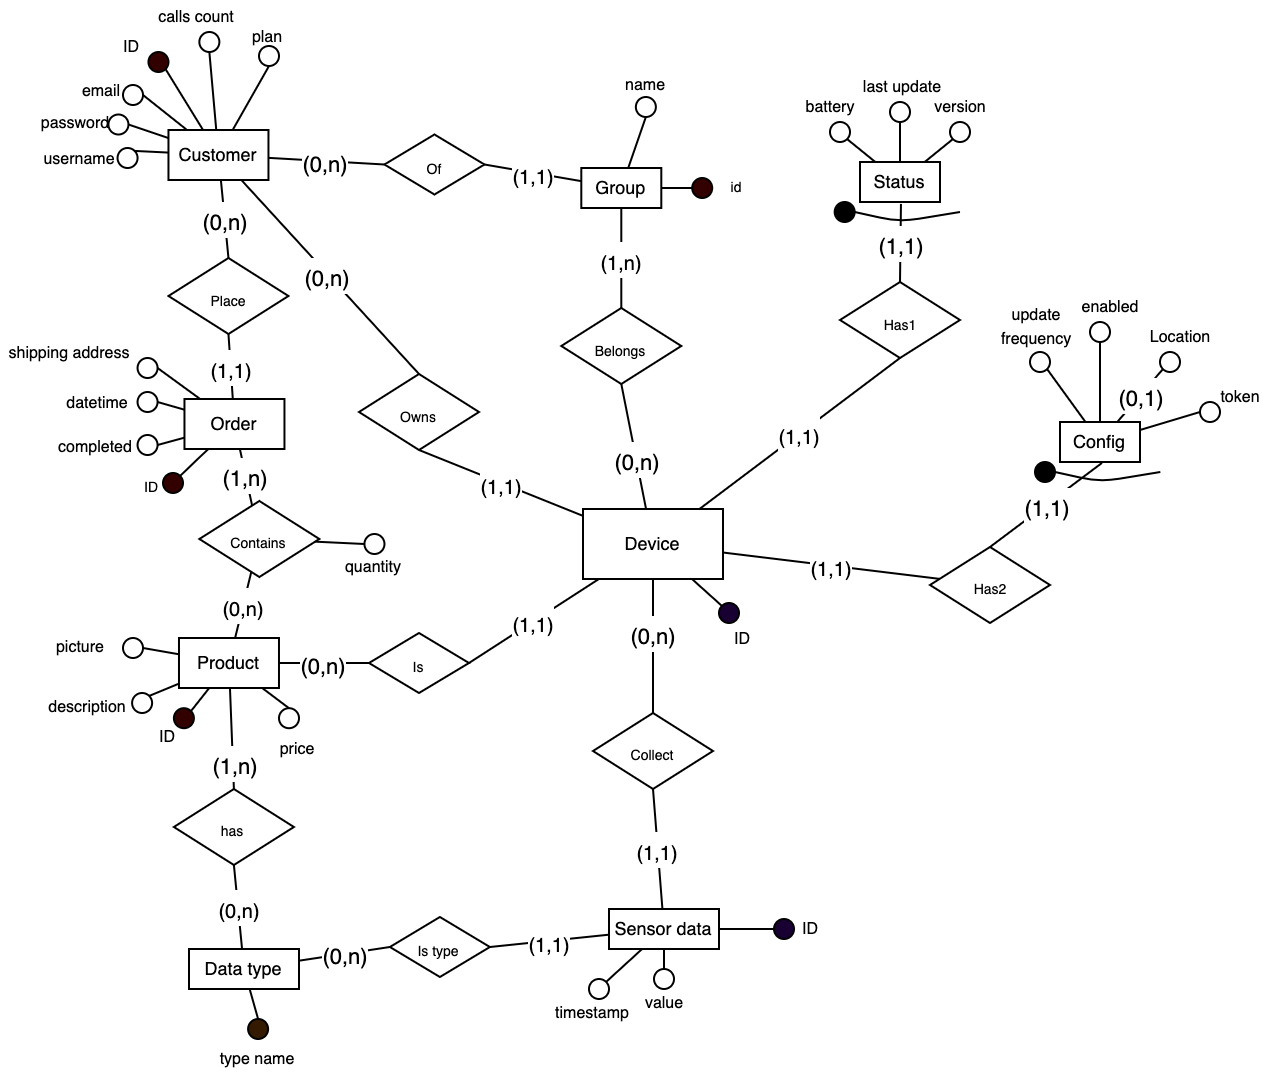 calls count
plan
ID
email
password
username
Customer
(0,n)
Of
(1,1)
name
Group
id
battery
last update
version
Status
(1,1)
Has1
(1,1)
(0,n)
(0,n)
(1,n)
Place
Belongs
(1,1)
Owns
(0,n)
(1,1)
update
frequency
enabled
Location
(0,1)
token
Config
(1,1)
Has2
(1,1)
shipping address
datetime
completed
ID
Order
(1,n)
Contains
quantity
(0,n)
Device
ID
picture
description
ID
price
Product
(0,n)
Is
(1,1)
(0,n)
Collect
(1,1)
(1,n)
has
(0,n)
Data type
type name
(0,n)
Is type
(1,1)
Sensor data
ID
timestamp
value